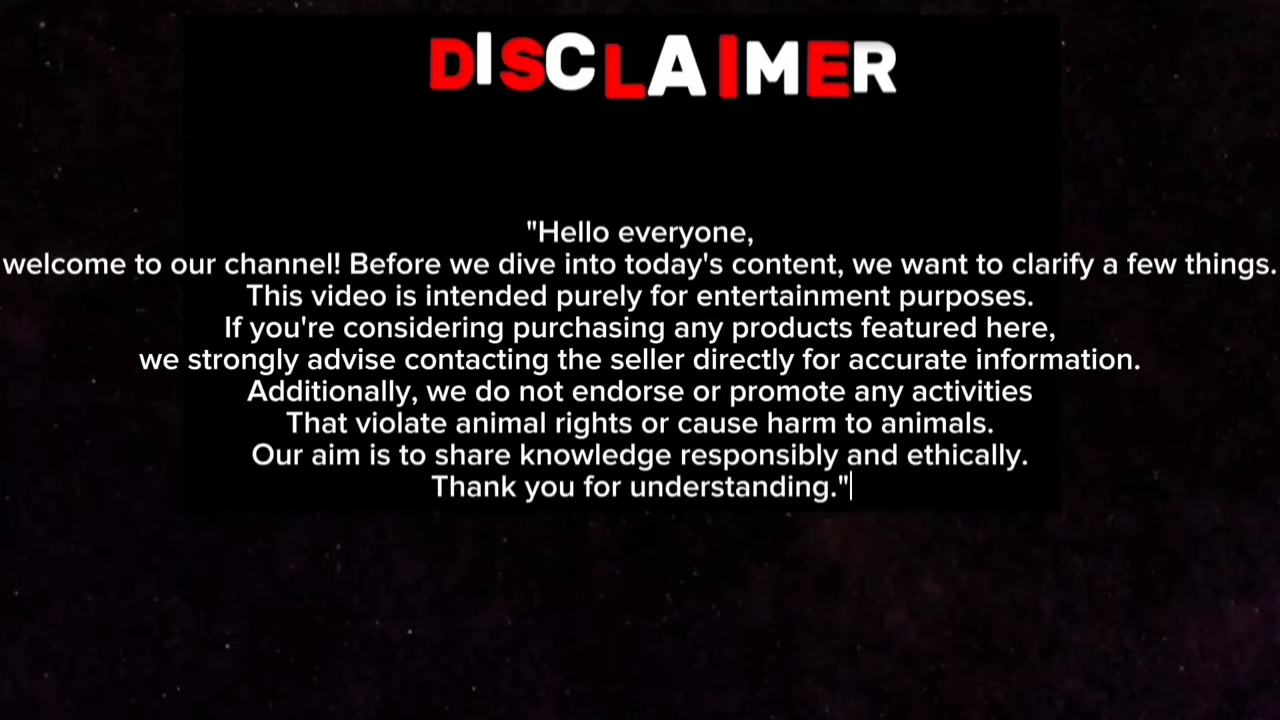 DISCLAIMER
"Hello everyone,
welcome to our channel! Before we dive into today's content, we want to clarify a few things.
This video is intended purely for entertainment purposes.
If you're considering purchasing any products featured here,
we strongly advise contacting the seller directly for accurate information.
Additionally, we do not endorse or promote any activities
That violate animal rights or cause harm to animals.
Our aim is to share knowledge responsibly and ethically.
Thank you for understanding."